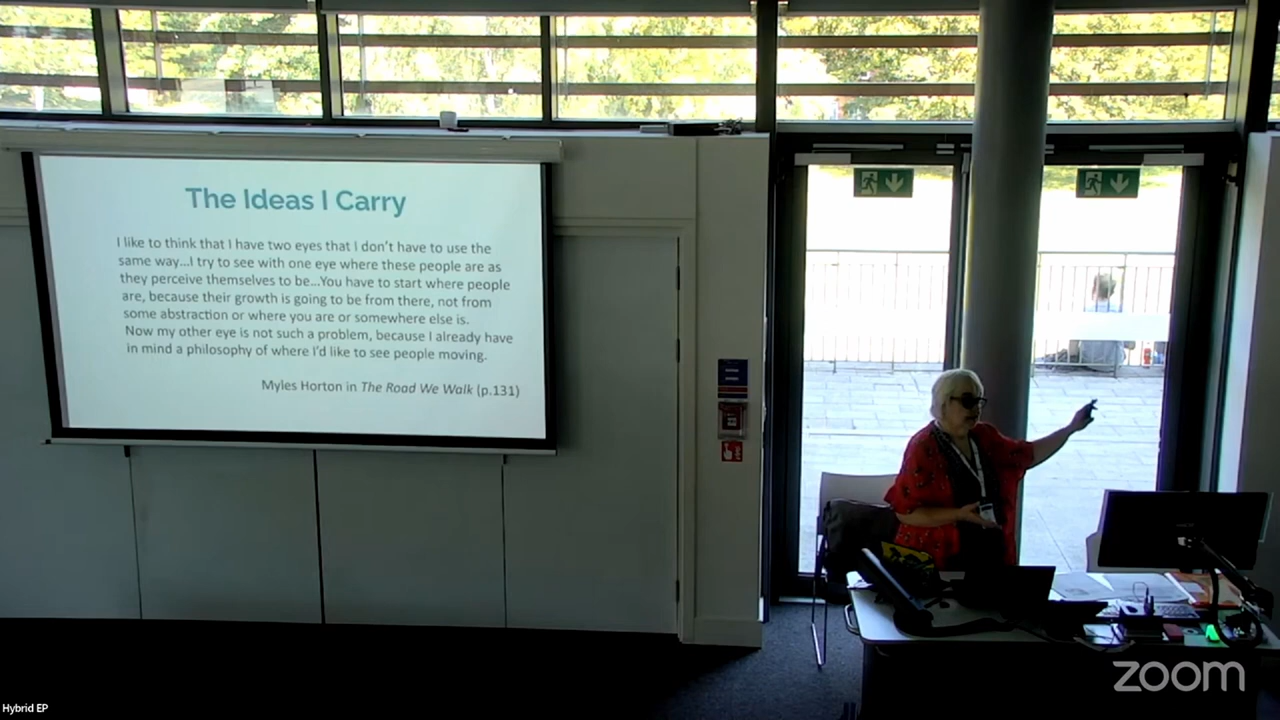 The Ideas I Carry
I like to think that I have two eyes that I don't have to use the
same way...I try to see with one eye where these people are as
they perceive themselves to be...You have to start where people
are, because their growth is going to be from there, not from
some abstraction or where you are or somewhere else is.
Now my other eye is not such a problem, because I already have
in mind a philosophy of where I'd like to see people moving.
Myles Horton in The Road We Walk (p.131)
zoom
Hybrid EP